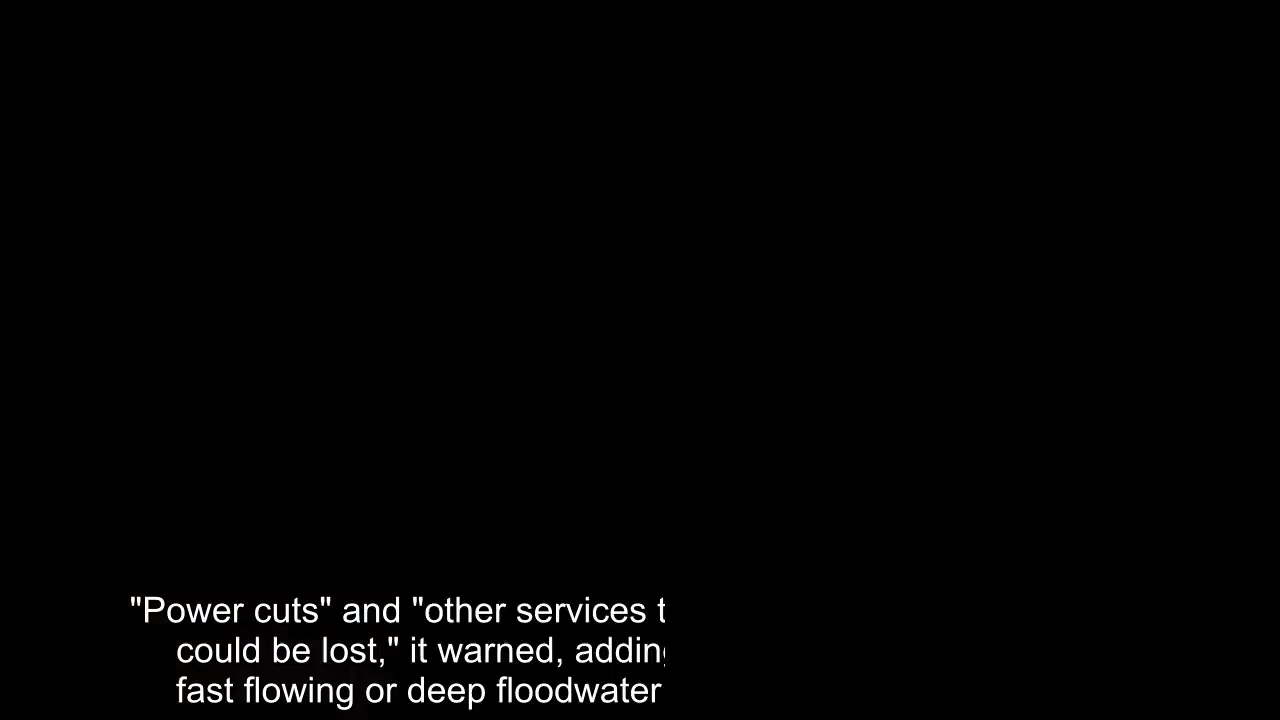 "Power cuts" and "other services
could be lost," it warned,
fast flowing or deep floodwater